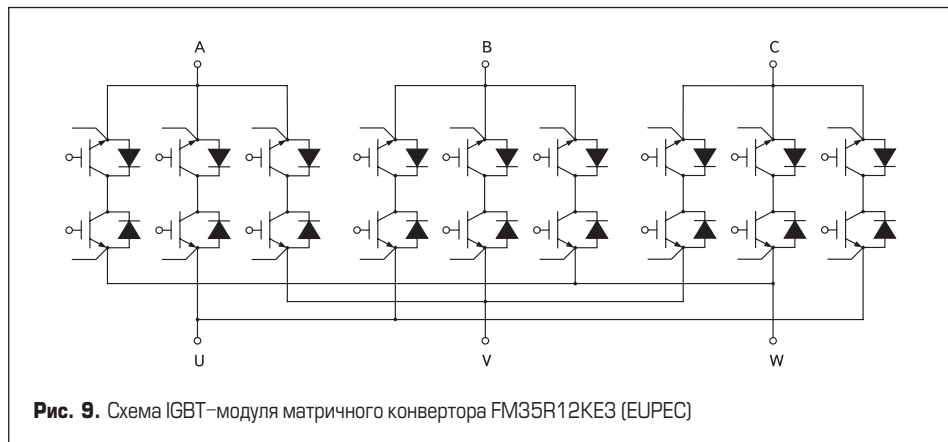 A B C
U V W
Рис. 9. Схема IGBT-модуля матричного конвертора FM35R12KE3 (EUPEC)